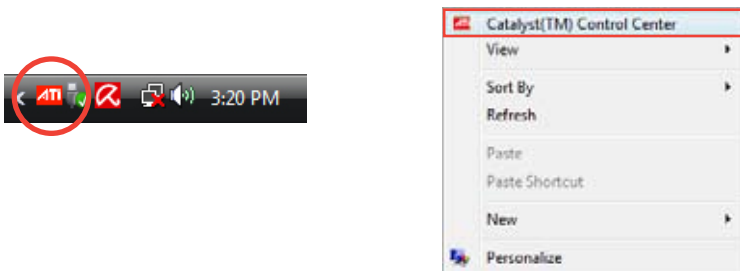 ATI
3:20 PM
Catalyst(TM) Control Center
View
Sort By
Refresh
Paste
Paste Shortcut
New
Personalize